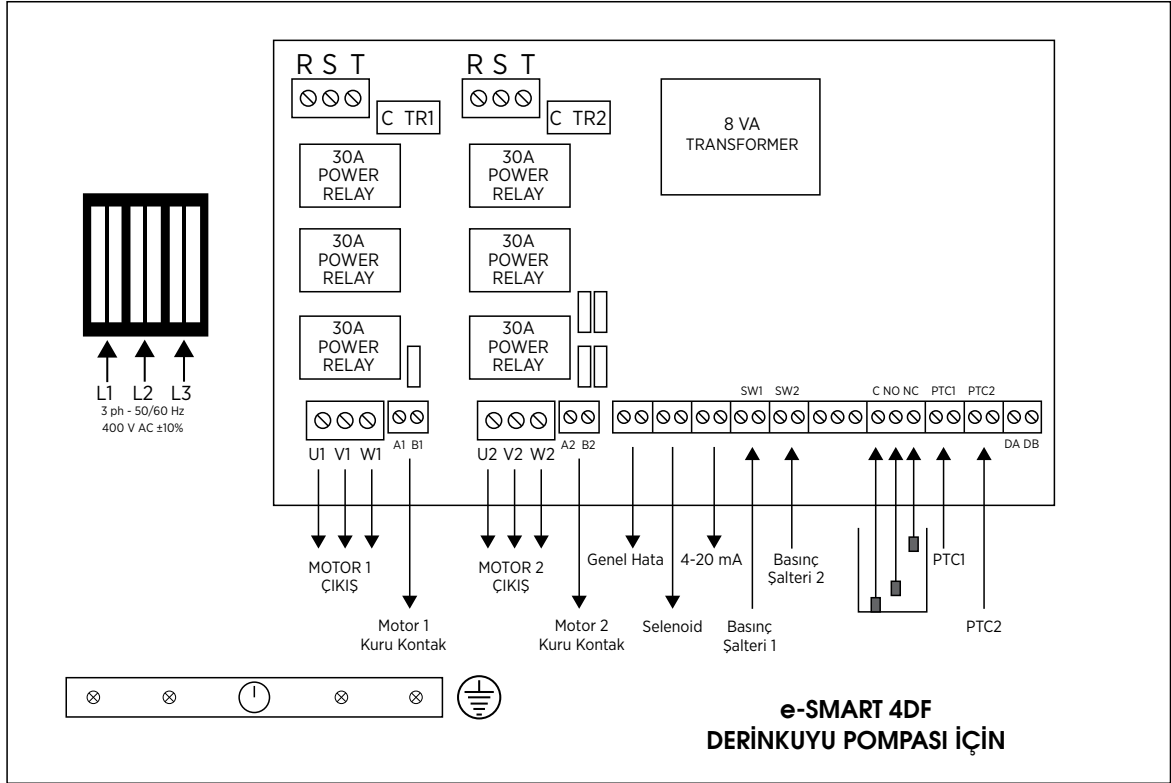 R S T
R S T
C TR1
C TR2
8 VA
TRANSFORMER
30A
POWER
RELAY
30A
POWER
RELAY
30A
POWER
RELAY
30A
POWER
RELAY
30A
POWER
RELAY
30A
POWER
RELAY
L1 L2 L3
3 ph - 50/60 Hz
400 V AC ±10%
SW1 SW2
C NO NC PTC1 PTC2
A1 B1
A2 B2
DA DB
U1 V1 W1
U2 V2 W2
MOTOR 1
ÇIKIŞ
MOTOR 2
ÇIKIŞ
Genel Hata
4-20 mA
Basınç
Şalteri 2
PTC1
Motor 1
Kuru Kontak
Motor 2
Kuru Kontak
Selenoid
Basınç
Şalteri 1
PTC2
e-SMART 4DF
DERİNKUYU POMPASI İÇİN